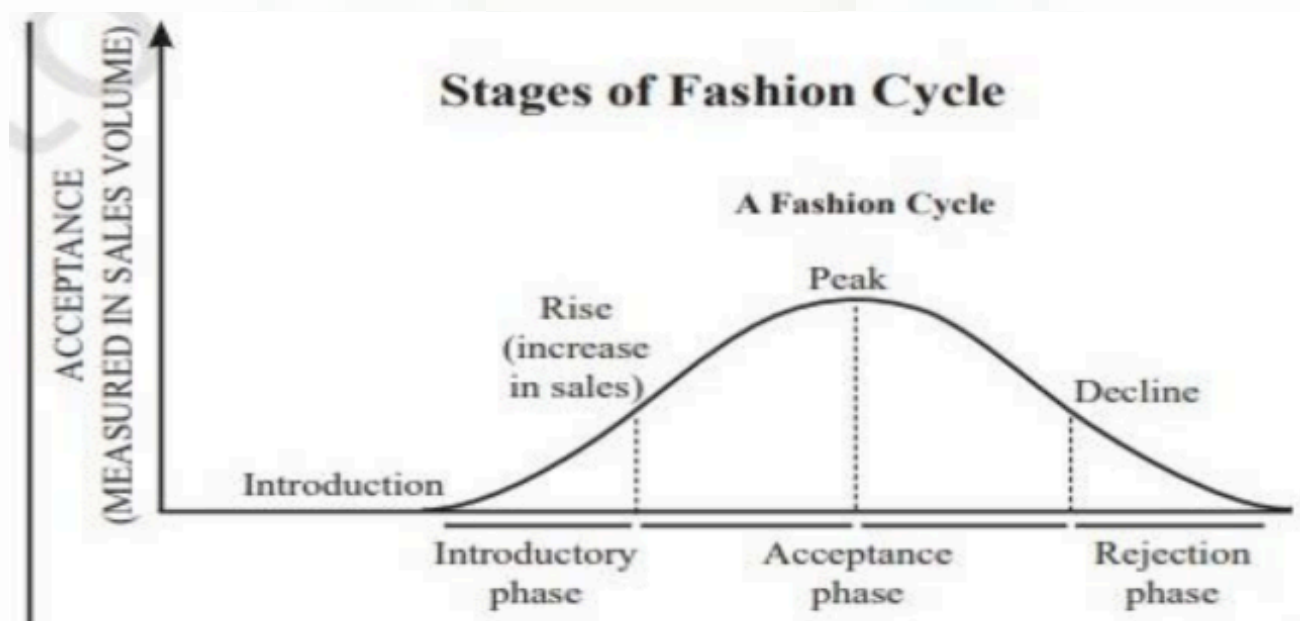 ACCEPTANCE
(MEASURED IN SALES VOLUME)
Stages of Fashion Cycle
A Fashion Cycle
Peak
Rise
(increase
in sales)
Decline
Introduction
Introductory
phase
Acceptance
phase
Rejection
phase